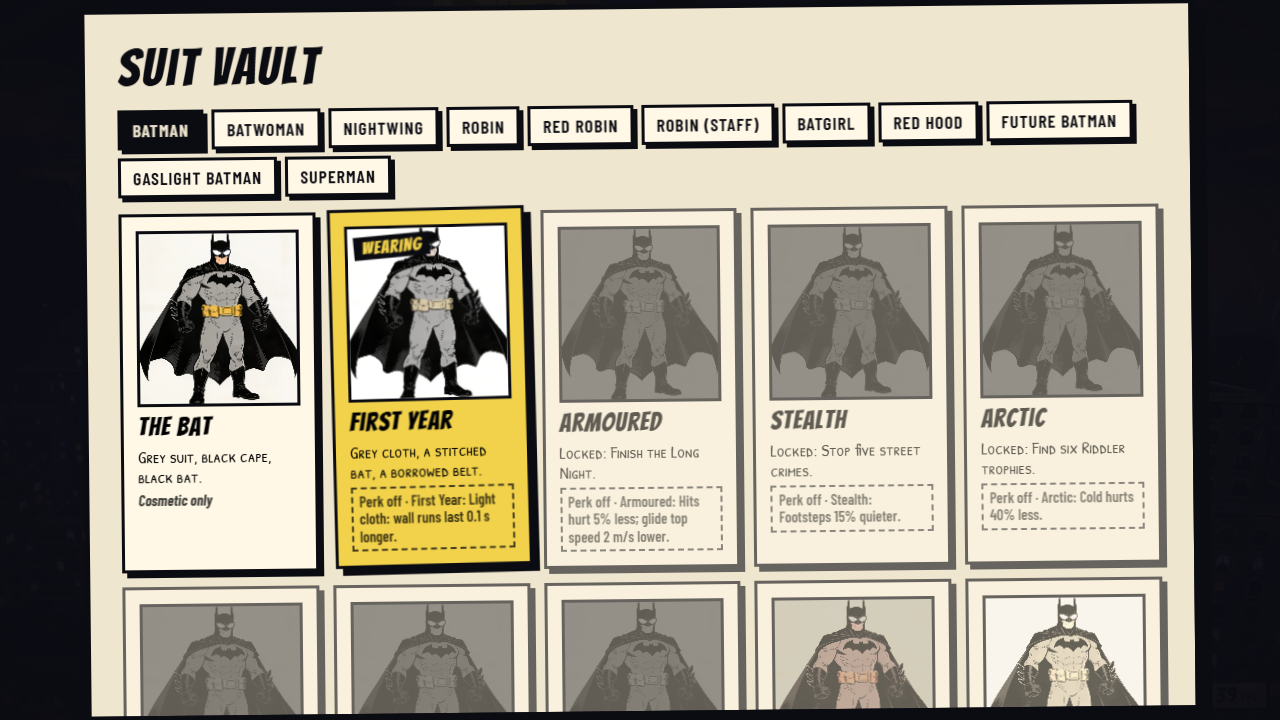 SUIT VAULT
BATMAN
BATWOMAN
NIGHTWING
ROBIN
RED ROBIN
ROBIN (STAFF)
BATGIRL
RED HOOD
FUTURE BATMAN
GASLIGHT BATMAN
SUPERMAN
THE BAT
Grey suit, black cape,
black bat.
Cosmetic only
WEARING
FIRST YEAR
Grey cloth, a stitched
bat, a borrowed belt.
Perk off · First Year: Light
cloth: wall runs last 0.1 s
longer.
ARMOURED
Locked: Finish the Long
Night.
Perk off · Armoured: Hits
hurt 5% less; glide top
speed 2 m/s lower.
STEALTH
Locked: Stop five street
crimes.
Perk off · Stealth:
Footsteps 15% quieter.
ARCTIC
Locked: Find six Riddler
trophies.
Perk off · Arctic: Cold hurts
40% less.